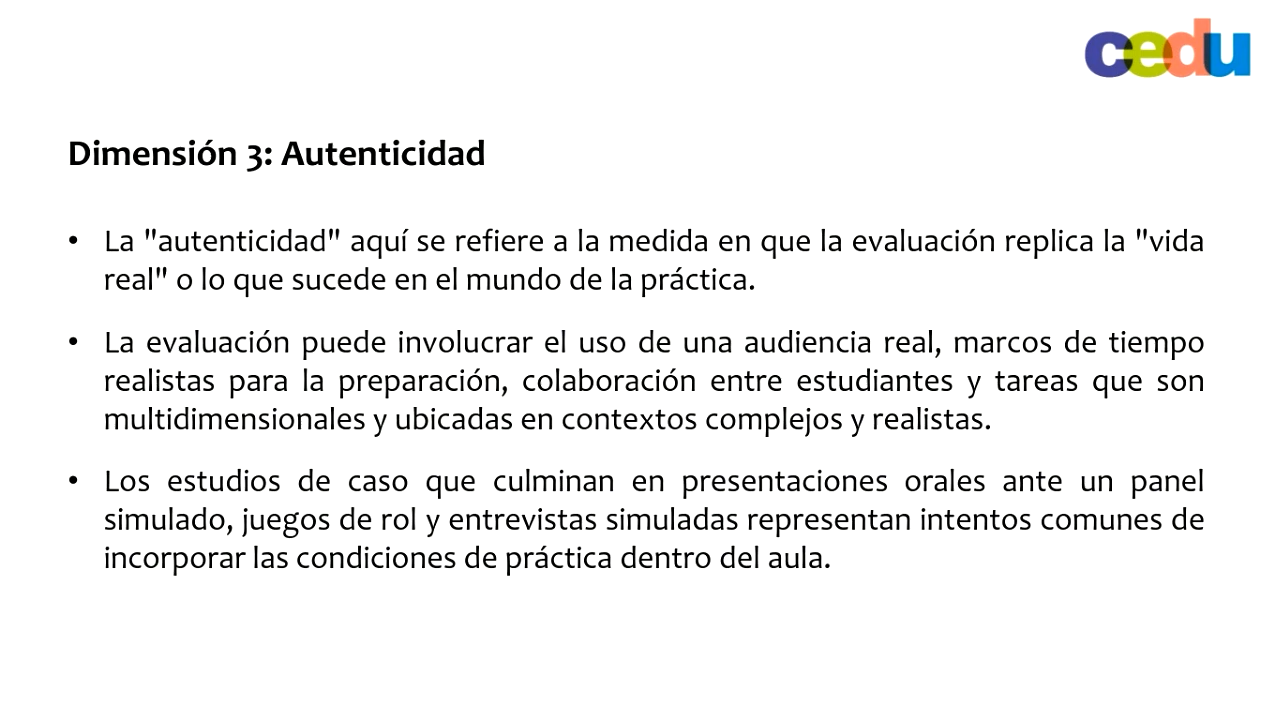 cedu
Dimensión 3: Autenticidad
• La "autenticidad" aquí se refiere a la medida en que la evaluación replica la "vida
real" o lo que sucede en el mundo de la práctica.
• La evaluación puede involucrar el uso de una audiencia real, marcos de tiempo
realistas para la preparación, colaboración entre estudiantes y tareas que son
multidimensionales y ubicadas en contextos complejos y realistas.
• Los estudios de caso que culminan en presentaciones orales ante un panel
simulado, juegos de rol y entrevistas simuladas representan intentos comunes de
incorporar las condiciones de práctica dentro del aula.